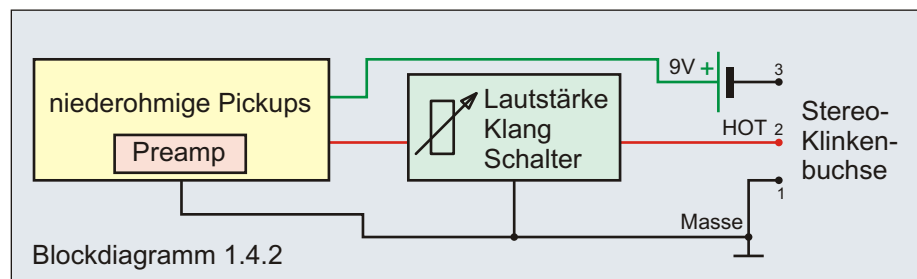 niederohmige Pickups
Preamp
Lautstärke
Klang
Schalter
9V +
3
HOT 2
1
Stereo-
Klinken-
buchse
Masse
Blockdiagramm 1.4.2